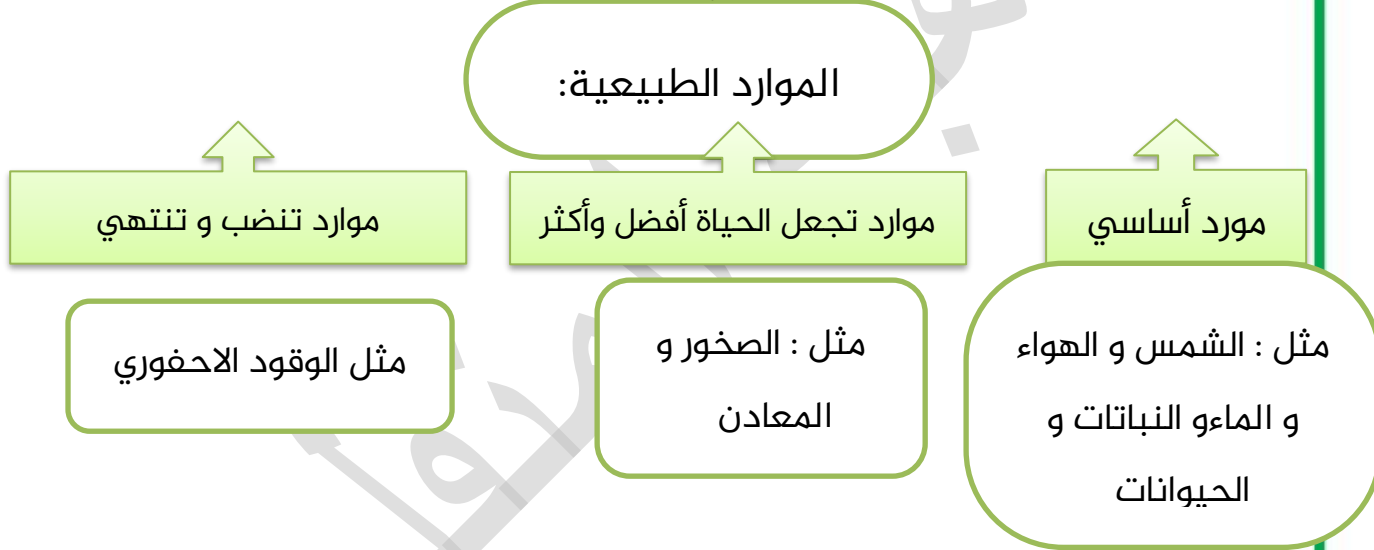 الموارد الطبيعية:
مورد أساسي
موارد تجعل الحياة أفضل وأكثر
موارد تنضب و تنتهي
مثل : الشمس و الهواء
و الماءو النباتات و
الحيوانات
مثل : الصخور و
المعادن
مثل الوقود الاحفوري